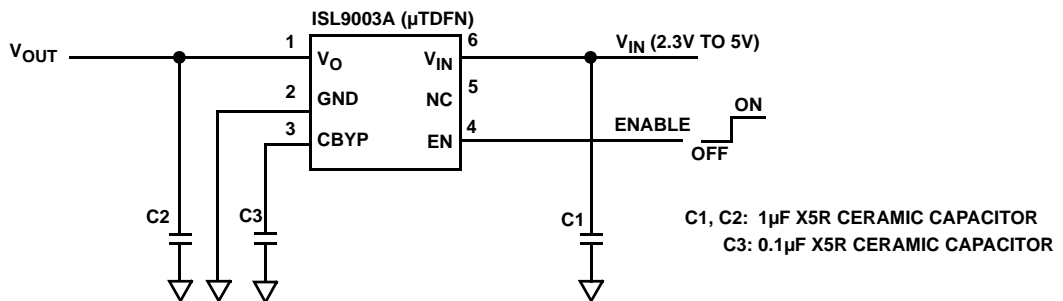 ISL9003A (µTDFN)
VOUT
1
VO
VIN
6
VIN (2.3V TO 5V)
2
GND
NC
5
3
CBYP
EN
4
ENABLE
ON
OFF
C2
C3
C1
C1, C2: 1µF X5R CERAMIC CAPACITOR
C3: 0.1µF X5R CERAMIC CAPACITOR